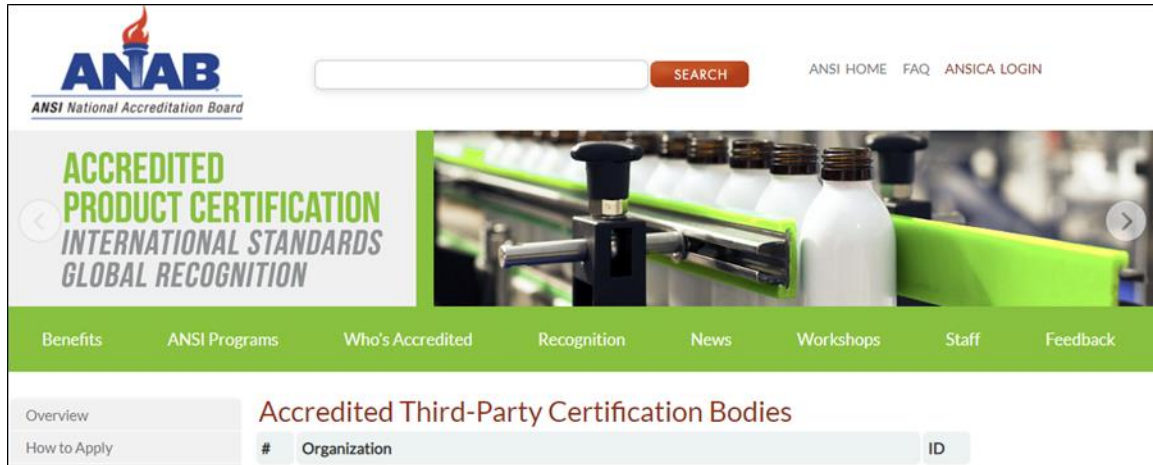 ANAB
ANSI National Accreditation Board
SEARCH
ANSI HOME FAQ ANSICA LOGIN
ACCREDITED
PRODUCT CERTIFICATION
INTERNATIONAL STANDARDS
GLOBAL RECOGNITION
Benefits ANSI Programs Who's Accredited Recognition News Workshops Staff Feedback
Overview
How to Apply
Accredited Third-Party Certification Bodies
# Organization ID